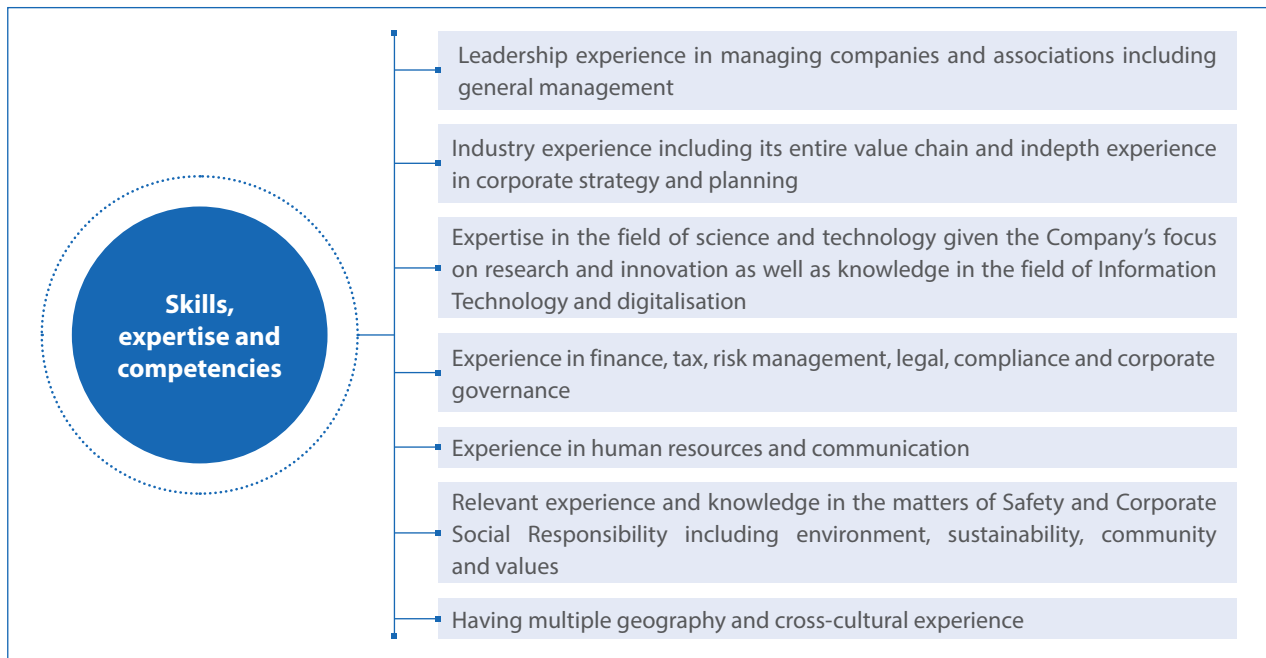 Skills,
expertise and
competencies
Leadership experience in managing companies and associations including
general management
Industry experience including its entire value chain and indepth experience
in corporate strategy and planning
Expertise in the field of science and technology given the Company’s focus
on research and innovation as well as knowledge in the field of Information
Technology and digitalisation
Experience in finance, tax, risk management, legal, compliance and corporate
governance
Experience in human resources and communication
Relevant experience and knowledge in the matters of Safety and Corporate
Social Responsibility including environment, sustainability, community
and values
Having multiple geography and cross-cultural experience